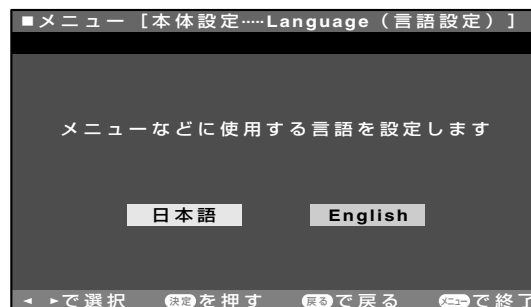 ■メニュー [本体設定……Language（言語設定）]
メニューなどに使用する言語を設定します
日本語 English
◄ ►で選択 決定を押す 戻るで戻る メニューで終了